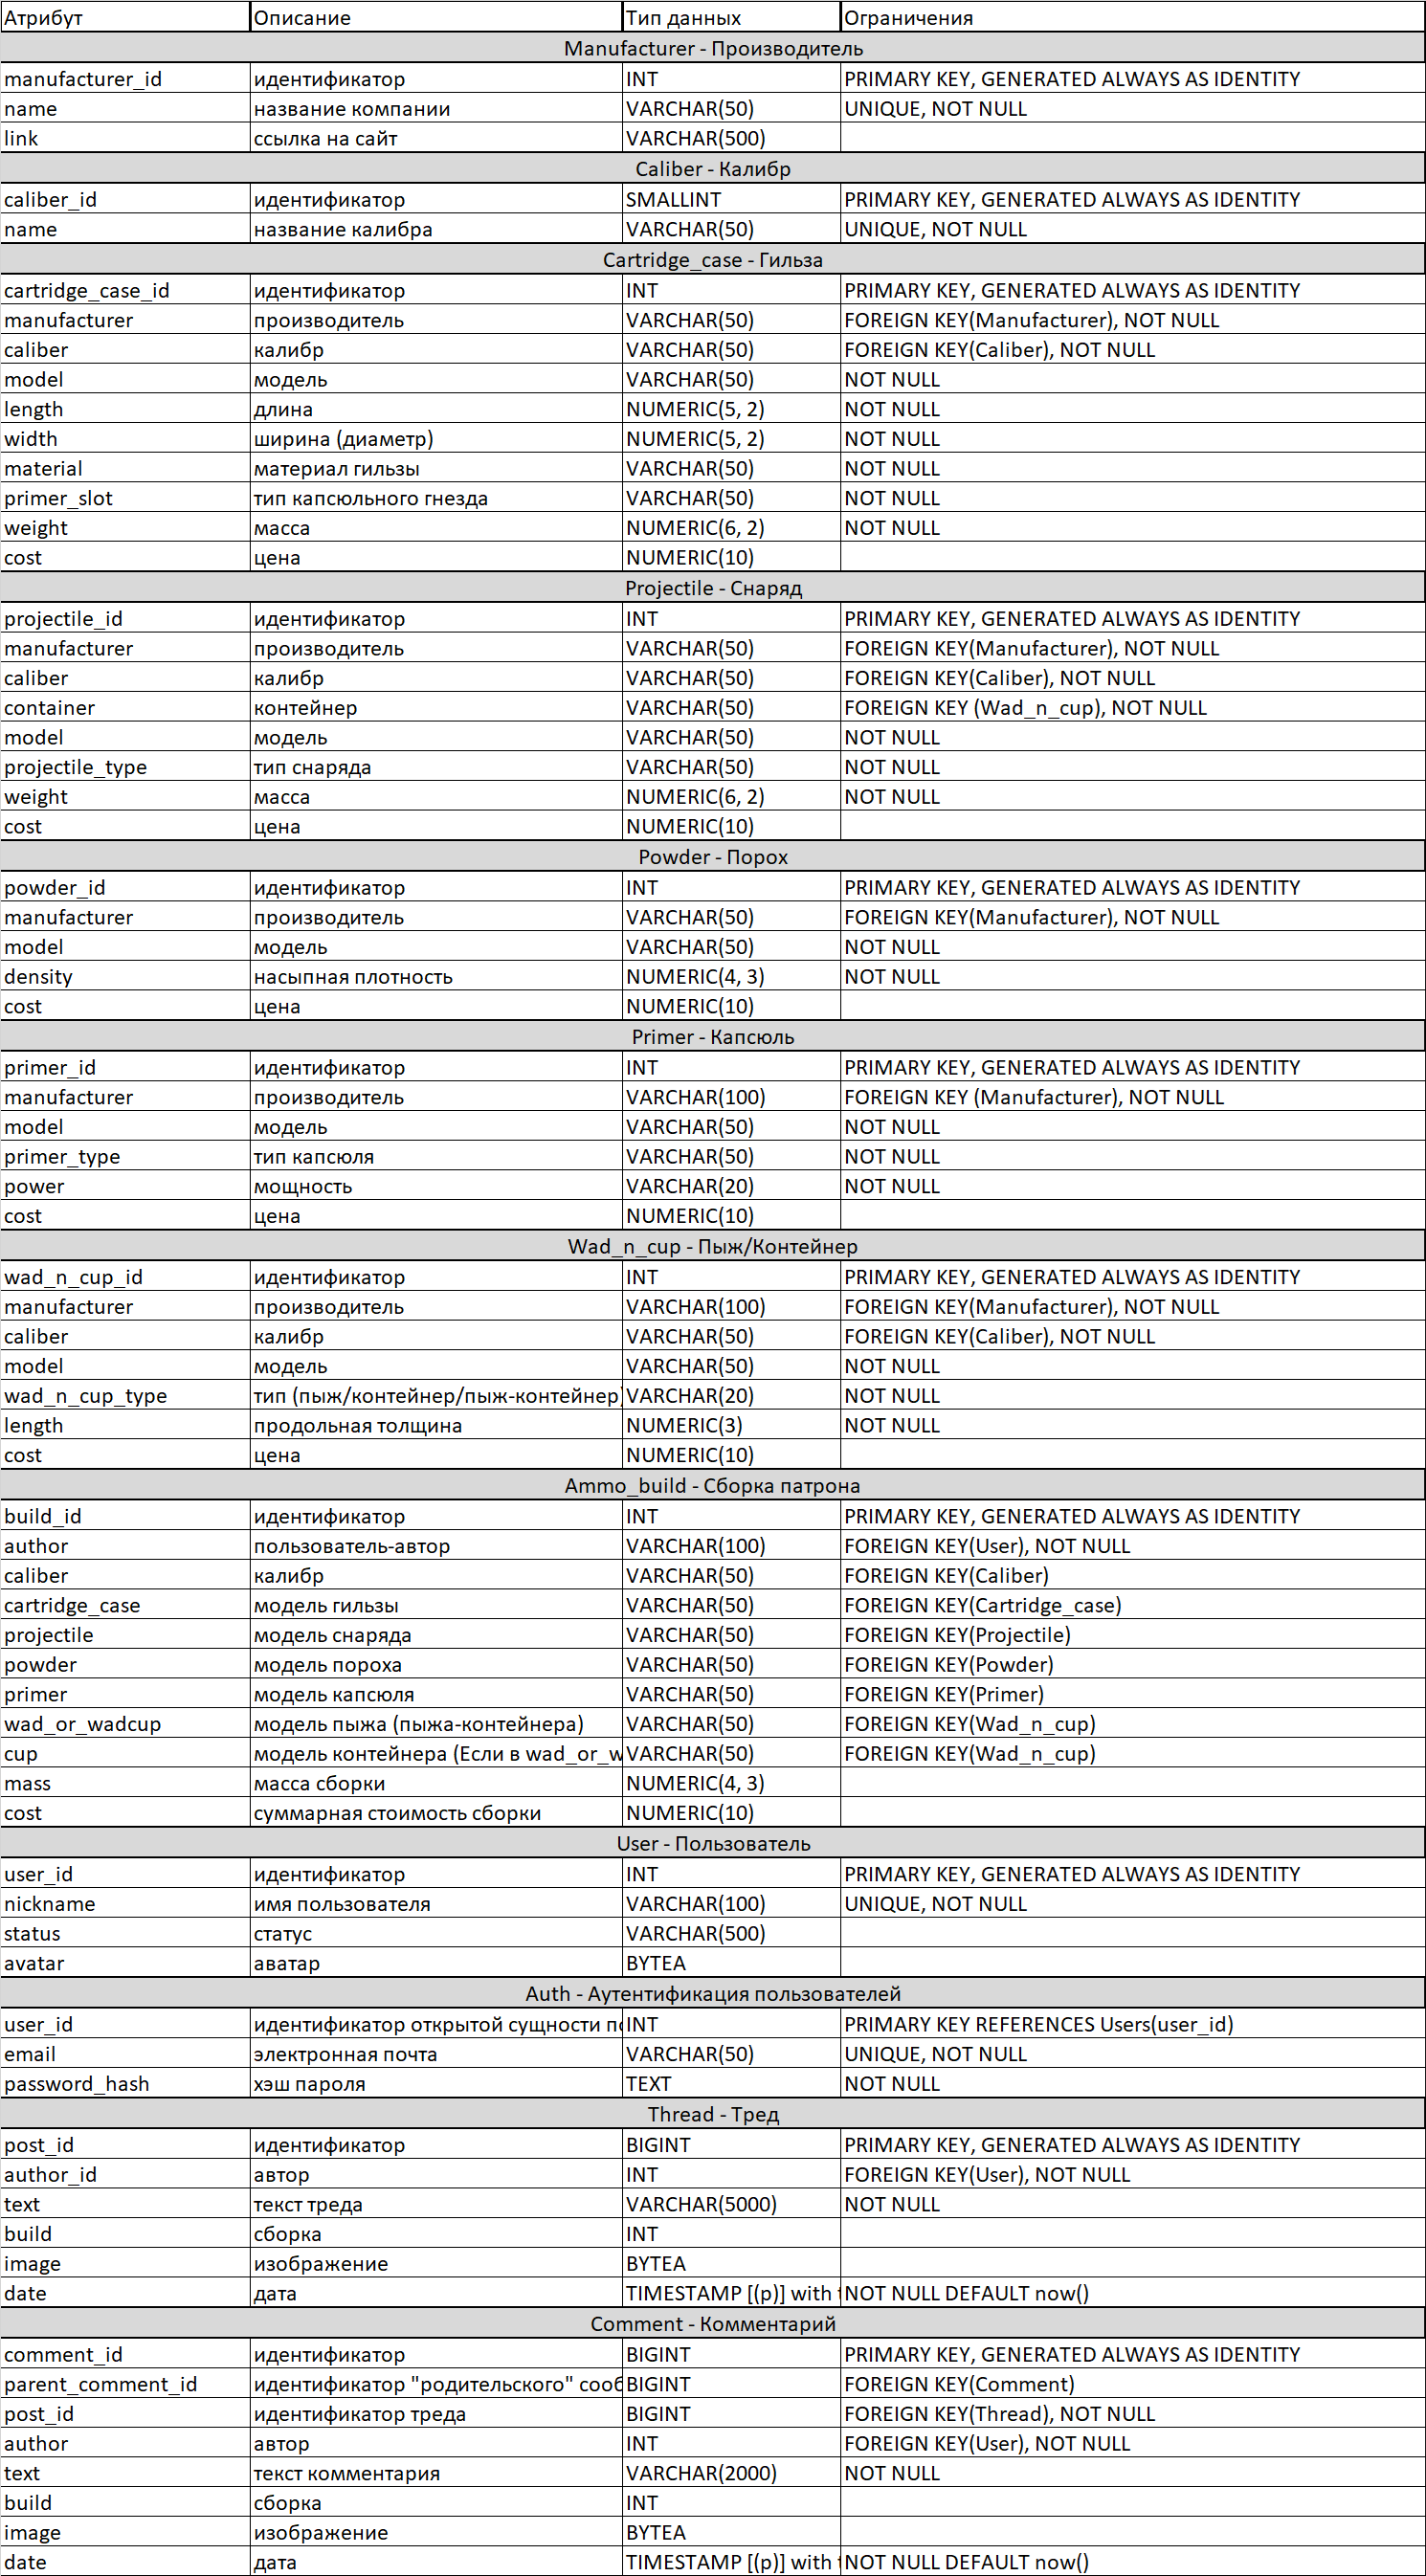 Атрибут Описание Тип данных Ограничения
Manufacturer - Производитель
manufacturer_id идентификатор INT PRIMARY KEY, GENERATED ALWAYS AS IDENTITY
name название компании VARCHAR(50) UNIQUE, NOT NULL
link ссылка на сайт VARCHAR(500)
Caliber - Калибр
caliber_id идентификатор SMALLINT PRIMARY KEY, GENERATED ALWAYS AS IDENTITY
name название калибра VARCHAR(50) UNIQUE, NOT NULL
Cartridge_case - Гильза
cartridge_case_id идентификатор INT PRIMARY KEY, GENERATED ALWAYS AS IDENTITY
manufacturer производитель VARCHAR(50) FOREIGN KEY(Manufacturer), NOT NULL
caliber калибр VARCHAR(50) FOREIGN KEY(Caliber), NOT NULL
model модель VARCHAR(50) NOT NULL
length длина NUMERIC(5, 2) NOT NULL
width ширина (диаметр) NUMERIC(5, 2) NOT NULL
material материал гильзы VARCHAR(50) NOT NULL
primer_slot тип капсюльного гнезда VARCHAR(50) NOT NULL
weight масса NUMERIC(6, 2) NOT NULL
cost цена NUMERIC(10)
Projectile - Снаряд
projectile_id идентификатор INT PRIMARY KEY, GENERATED ALWAYS AS IDENTITY
manufacturer производитель VARCHAR(50) FOREIGN KEY(Manufacturer), NOT NULL
caliber калибр VARCHAR(50) FOREIGN KEY(Caliber), NOT NULL
container контейнер VARCHAR(50) FOREIGN KEY (Wad_n_cup), NOT NULL
model модель VARCHAR(50) NOT NULL
projectile_type тип снаряда VARCHAR(50) NOT NULL
weight масса NUMERIC(6, 2) NOT NULL
cost цена NUMERIC(10)
Powder - Порох
powder_id идентификатор INT PRIMARY KEY, GENERATED ALWAYS AS IDENTITY
manufacturer производитель VARCHAR(50) FOREIGN KEY(Manufacturer), NOT NULL
model модель VARCHAR(50) NOT NULL
density насыпная плотность NUMERIC(4, 3) NOT NULL
cost цена NUMERIC(10)
Primer - Капсюль
primer_id идентификатор INT PRIMARY KEY, GENERATED ALWAYS AS IDENTITY
manufacturer производитель VARCHAR(100) FOREIGN KEY (Manufacturer), NOT NULL
model модель VARCHAR(50) NOT NULL
primer_type тип капсюля VARCHAR(50) NOT NULL
power мощность VARCHAR(20) NOT NULL
cost цена NUMERIC(10)
Wad_n_cup - Пыж/Контейнер
wad_n_cup_id идентификатор INT PRIMARY KEY, GENERATED ALWAYS AS IDENTITY
manufacturer производитель VARCHAR(100) FOREIGN KEY(Manufacturer), NOT NULL
caliber калибр VARCHAR(50) FOREIGN KEY(Caliber), NOT NULL
model модель VARCHAR(50) NOT NULL
wad_n_cup_type тип (пыж/контейнер/пыж-контейнер) VARCHAR(20) NOT NULL
length продольная толщина NUMERIC(3) NOT NULL
cost цена NUMERIC(10)
Ammo_build - Сборка патрона
build_id идентификатор INT PRIMARY KEY, GENERATED ALWAYS AS IDENTITY
author пользователь-автор VARCHAR(100) FOREIGN KEY(User), NOT NULL
caliber калибр VARCHAR(50) FOREIGN KEY(Caliber)
cartridge_case модель гильзы VARCHAR(50) FOREIGN KEY(Cartridge_case)
projectile модель снаряда VARCHAR(50) FOREIGN KEY(Projectile)
powder модель пороха VARCHAR(50) FOREIGN KEY(Powder)
primer модель капсюля VARCHAR(50) FOREIGN KEY(Primer)
wad_or_wadcup модель пыжа (пыжа-контейнера) VARCHAR(50) FOREIGN KEY(Wad_n_cup)
cup модель контейнера (Если в wad_or_w VARCHAR(50) FOREIGN KEY(Wad_n_cup)
mass масса сборки NUMERIC(4, 3)
cost суммарная стоимость сборки NUMERIC(10)
User - Пользователь
user_id идентификатор INT PRIMARY KEY, GENERATED ALWAYS AS IDENTITY
nickname имя пользователя VARCHAR(100) UNIQUE, NOT NULL
status статус VARCHAR(500)
avatar аватар BYTEA
Auth - Аутентификация пользователей
user_id идентификатор открытой сущности по INT PRIMARY KEY REFERENCES Users(user_id)
email электронная почта VARCHAR(50) UNIQUE, NOT NULL
password_hash хэш пароля TEXT NOT NULL
Thread - Тред
post_id идентификатор BIGINT PRIMARY KEY, GENERATED ALWAYS AS IDENTITY
author_id автор INT FOREIGN KEY(User), NOT NULL
text текст треда VARCHAR(5000) NOT NULL
build сборка INT
image изображение BYTEA
date дата TIMESTAMP [(p)] with NOT NULL DEFAULT now()
Comment - Комментарий
comment_id идентификатор BIGINT PRIMARY KEY, GENERATED ALWAYS AS IDENTITY
parent_comment_id идентификатор "родительского" сооб BIGINT FOREIGN KEY(Comment)
post_id идентификатор треда BIGINT FOREIGN KEY(Thread), NOT NULL
author автор INT FOREIGN KEY(User), NOT NULL
text текст комментария VARCHAR(2000) NOT NULL
build сборка INT
image изображение BYTEA
date дата TIMESTAMP [(p)] with NOT NULL DEFAULT now()